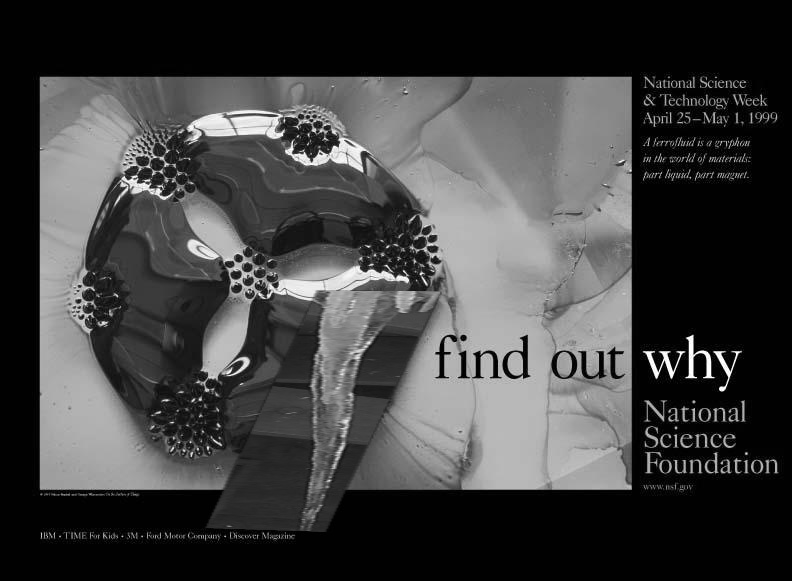 National Science
& Technology Week
April 25–May 1, 1999
A ferrofluid is a gryphon
in the world of materials:
part liquid, part magnet.
find out why
National
Science
Foundation
www.nsf.gov
IBM • TIME For Kids • 3M • Ford Motor Company • Discover Magazine